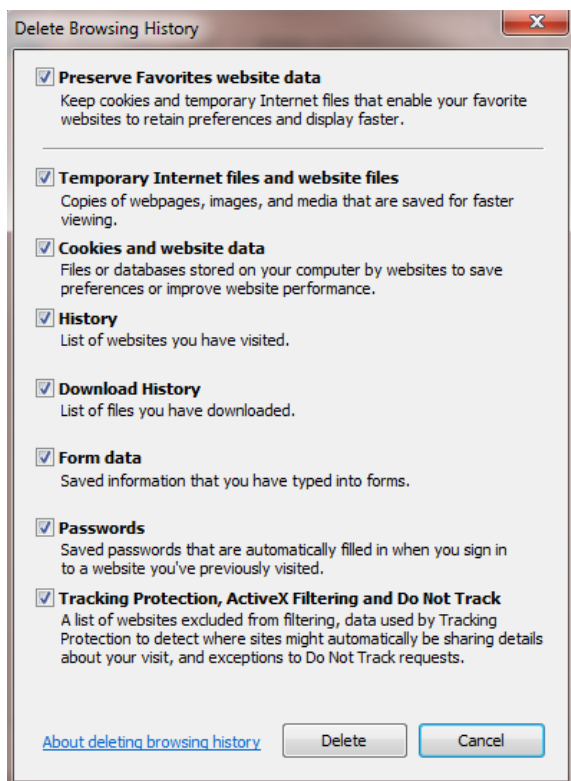 Delete Browsing History
Preserve Favorites website data
Keep cookies and temporary Internet files that enable your favorite
websites to retain preferences and display faster.
Temporary Internet files and website files
Copies of webpages, images, and media that are saved for faster
viewing.
Cookies and website data
Files or databases stored on your computer by websites to save
preferences or improve website performance.
History
List of websites you have visited.
Download History
List of files you have downloaded.
Form data
Saved information that you have typed into forms.
Passwords
Saved passwords that are automatically filled in when you sign in
to a website you've previously visited.
Tracking Protection, ActiveX Filtering and Do Not Track
A list of websites excluded from filtering, data used by Tracking
Protection to detect where sites might automatically be sharing details
about your visit, and exceptions to Do Not Track requests.
About deleting browsing history Delete Cancel